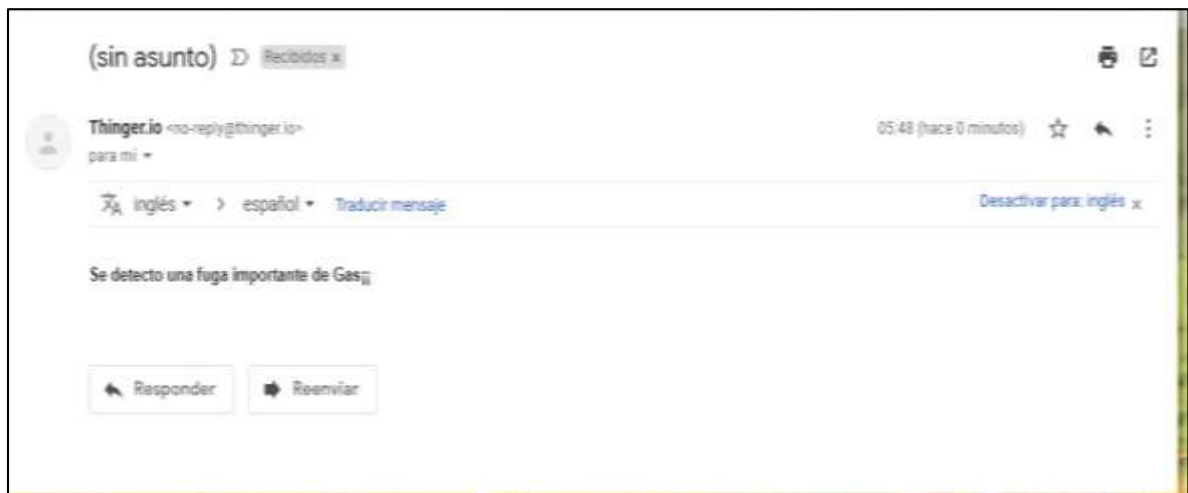 (sin asunto) Recibidos x
Thinger.io <no-reply@thinger.io> 05:48 (hace 0 minutos)
para mí
inglés > español Traducir mensaje Desactivar para: inglés x
Se detecto una fuga importante de Gas¡¡
Responder Reenviar